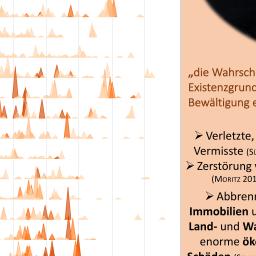 „die Wahrsch
Existenzgrund
Bewältigung e
➢ Verletzte,
Vermisste (S
➢ Zerstörung v
(MORITZ 201
➢ Abbrenn
Immobilien u
Land- und Wa
enorme öko
Schäden